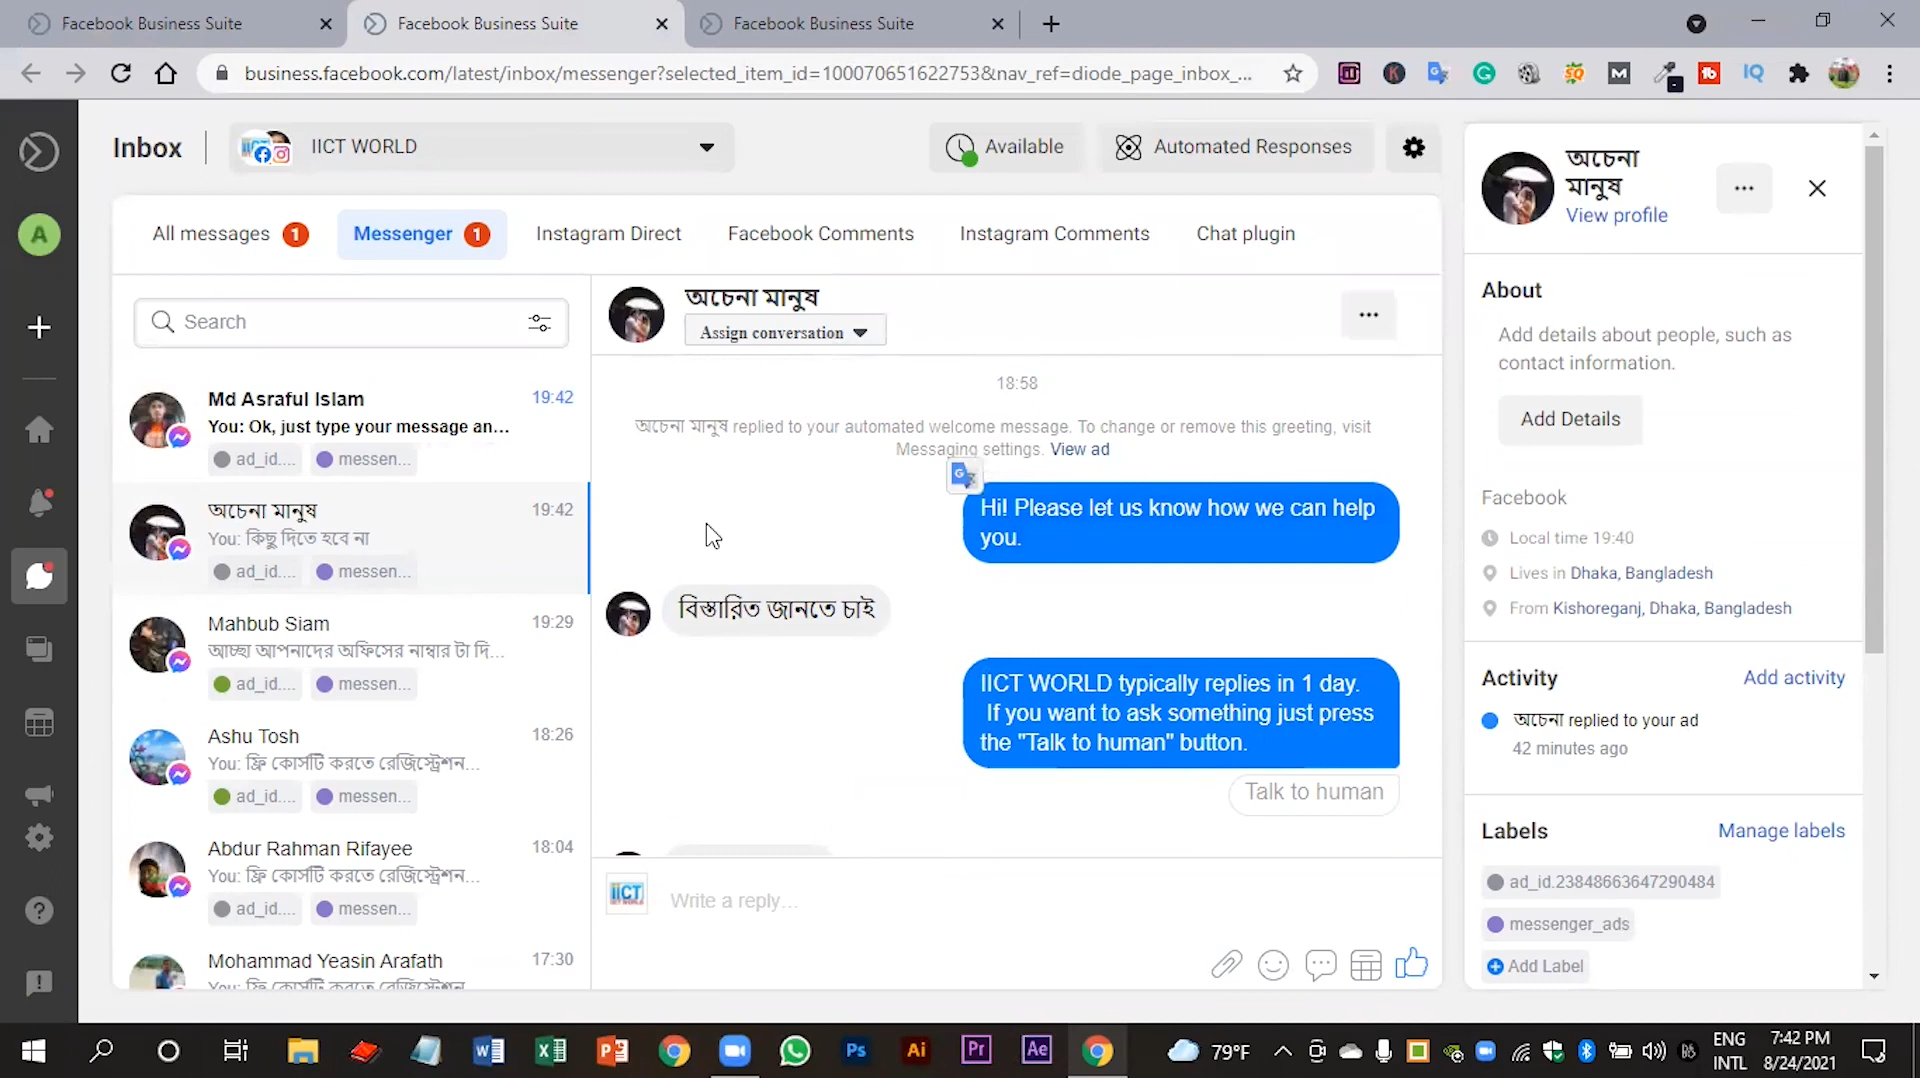 Facebook Business Suite
Facebook Business Suite
Facebook Business Suite
business.facebook.com/latest/inbox/messenger?selected_item_id=100070651622753&nav_ref=diode_page_inbox_...
Inbox
IICT WORLD
Available
Automated Responses
All messages 1
Messenger 1
Instagram Direct
Facebook Comments
Instagram Comments
Chat plugin
Search
Md Asraful Islam 19:42
You: Ok, just type your message an...
ad_id.... messen...
অচেনা মানুষ 19:42
You: কিছু দিতে হবে না
ad_id.... messen...
Mahbub Siam 19:29
আচ্ছা আপনাদের অফিসের নাম্বার টা দি...
ad_id.... messen...
Ashu Tosh 18:26
You: ফ্রি কোর্সটি করতে রেজিস্ট্রেশন...
ad_id.... messen...
Abdur Rahman Rifayee 18:04
You: ফ্রি কোর্সটি করতে রেজিস্ট্রেশন...
ad_id.... messen...
Mohammad Yeasin Arafath 17:30
You: ফ্রি কোর্সটি করতে রেজিস্ট্রেশন
অচেনা মানুষ
Assign conversation
18:58
অচেনা মানুষ replied to your automated welcome message. To change or remove this greeting, visit
Messaging settings. View ad
Hi! Please let us know how we can help
you.
বিস্তারিত জানতে চাই
IICT WORLD typically replies in 1 day.
If you want to ask something just press
the "Talk to human" button.
Talk to human
IICT
Write a reply...
অচেনা
মানুষ
View profile
About
Add details about people, such as
contact information.
Add Details
Facebook
Local time 19:40
Lives in Dhaka, Bangladesh
From Kishoreganj, Dhaka, Bangladesh
Activity Add activity
অচেনা replied to your ad
42 minutes ago
Labels Manage labels
ad_id.23848663647290484
messenger_ads
Add Label
79°F
ENG
INTL
7:42 PM
8/24/2021